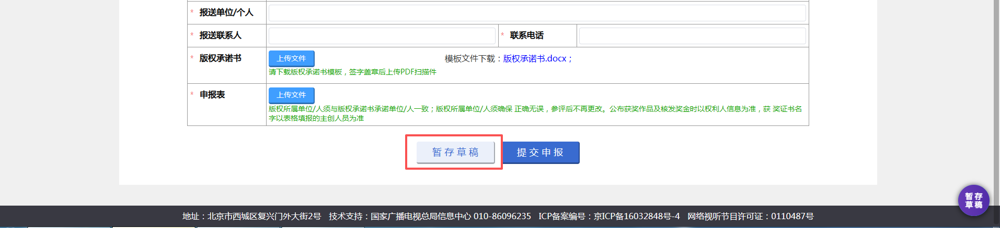 * 报送单位/个人
* 报送联系人 * 联系电话
* 版权承诺书 上传文件 模板文件下载：版权承诺书.docx；
请下载版权承诺书模板，签字盖章后上传PDF扫描件
* 申报表 上传文件
版权所属单位/人须与版权承诺书承诺单位/人一致；版权所属单位/人须确保 正确无误，参评后不再更改。公布获奖作品及核发奖金时以权利人信息为准，获 奖证书名
字以表格填报的主创人员为准
暂存草稿 提交申报
暂存
草稿
地址：北京市西城区复兴门外大街2号 技术支持：国家广播电视总局信息中心 010-86096235 ICP备案编号：京ICP备16032848号-4 网络视听节目许可证：0110487号